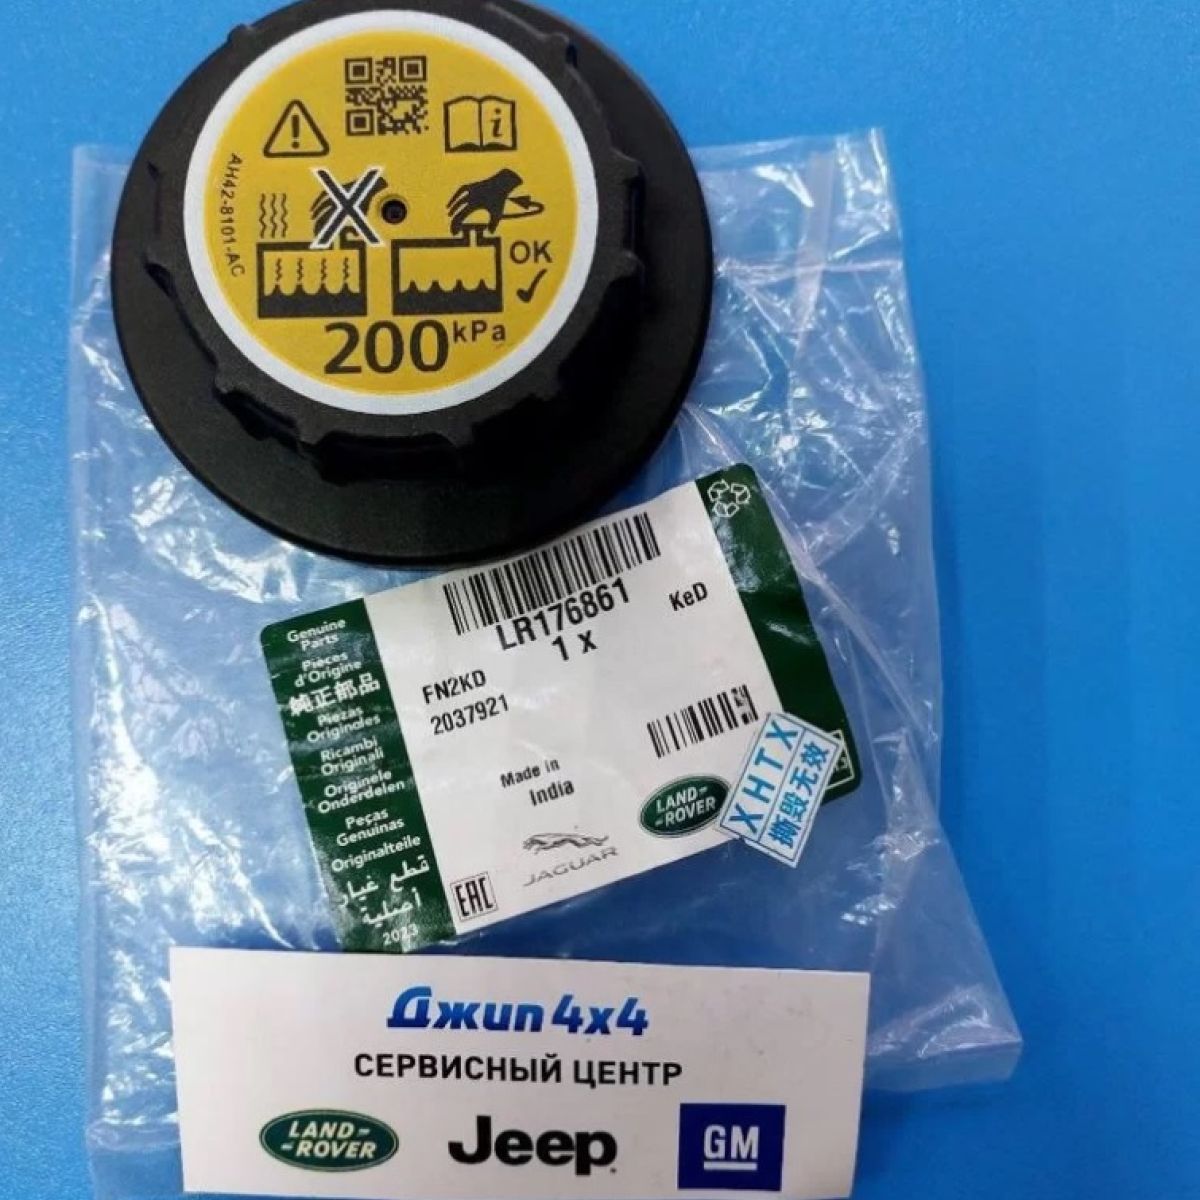 AH42-8101-AC
OK
200 kPa
LR176861
1 x
KeD
FN2KD
2037921
Made in
India
LAND-
-ROVER
JAGUAR
EAC
Genuine
Parts
Pièces
d'Origine
純正部品
Piezas
Originales
Ricambi
Originali
Originele
Onderdelen
Peças
Genuínas
Originalteile
قطع غيار
أصلية
2023
XHTX
撕毁无效
Джип 4x4
СЕРВИСНЫЙ ЦЕНТР
LAND-
-ROVER
Jeep
GM